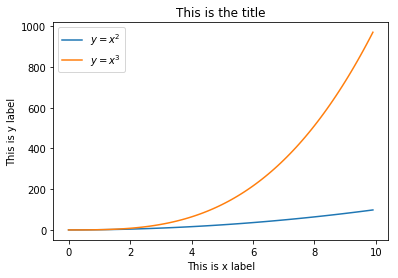 This is the title
1000
800
600
400
200
0
This is y label
y = x²
y = x³
0 2 4 6 8 10
This is x label